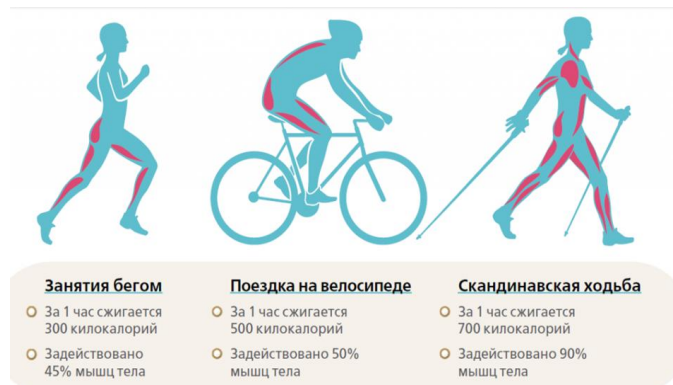 Занятия бегом
За 1 час сжигается
300 килокалорий
Задействовано
45% мышц тела
Поездка на велосипеде
За 1 час сжигается
500 килокалорий
Задействовано 50%
мышц тела
Скандинавская ходьба
За 1 час сжигается
700 килокалорий
Задействовано 90%
мышц тела